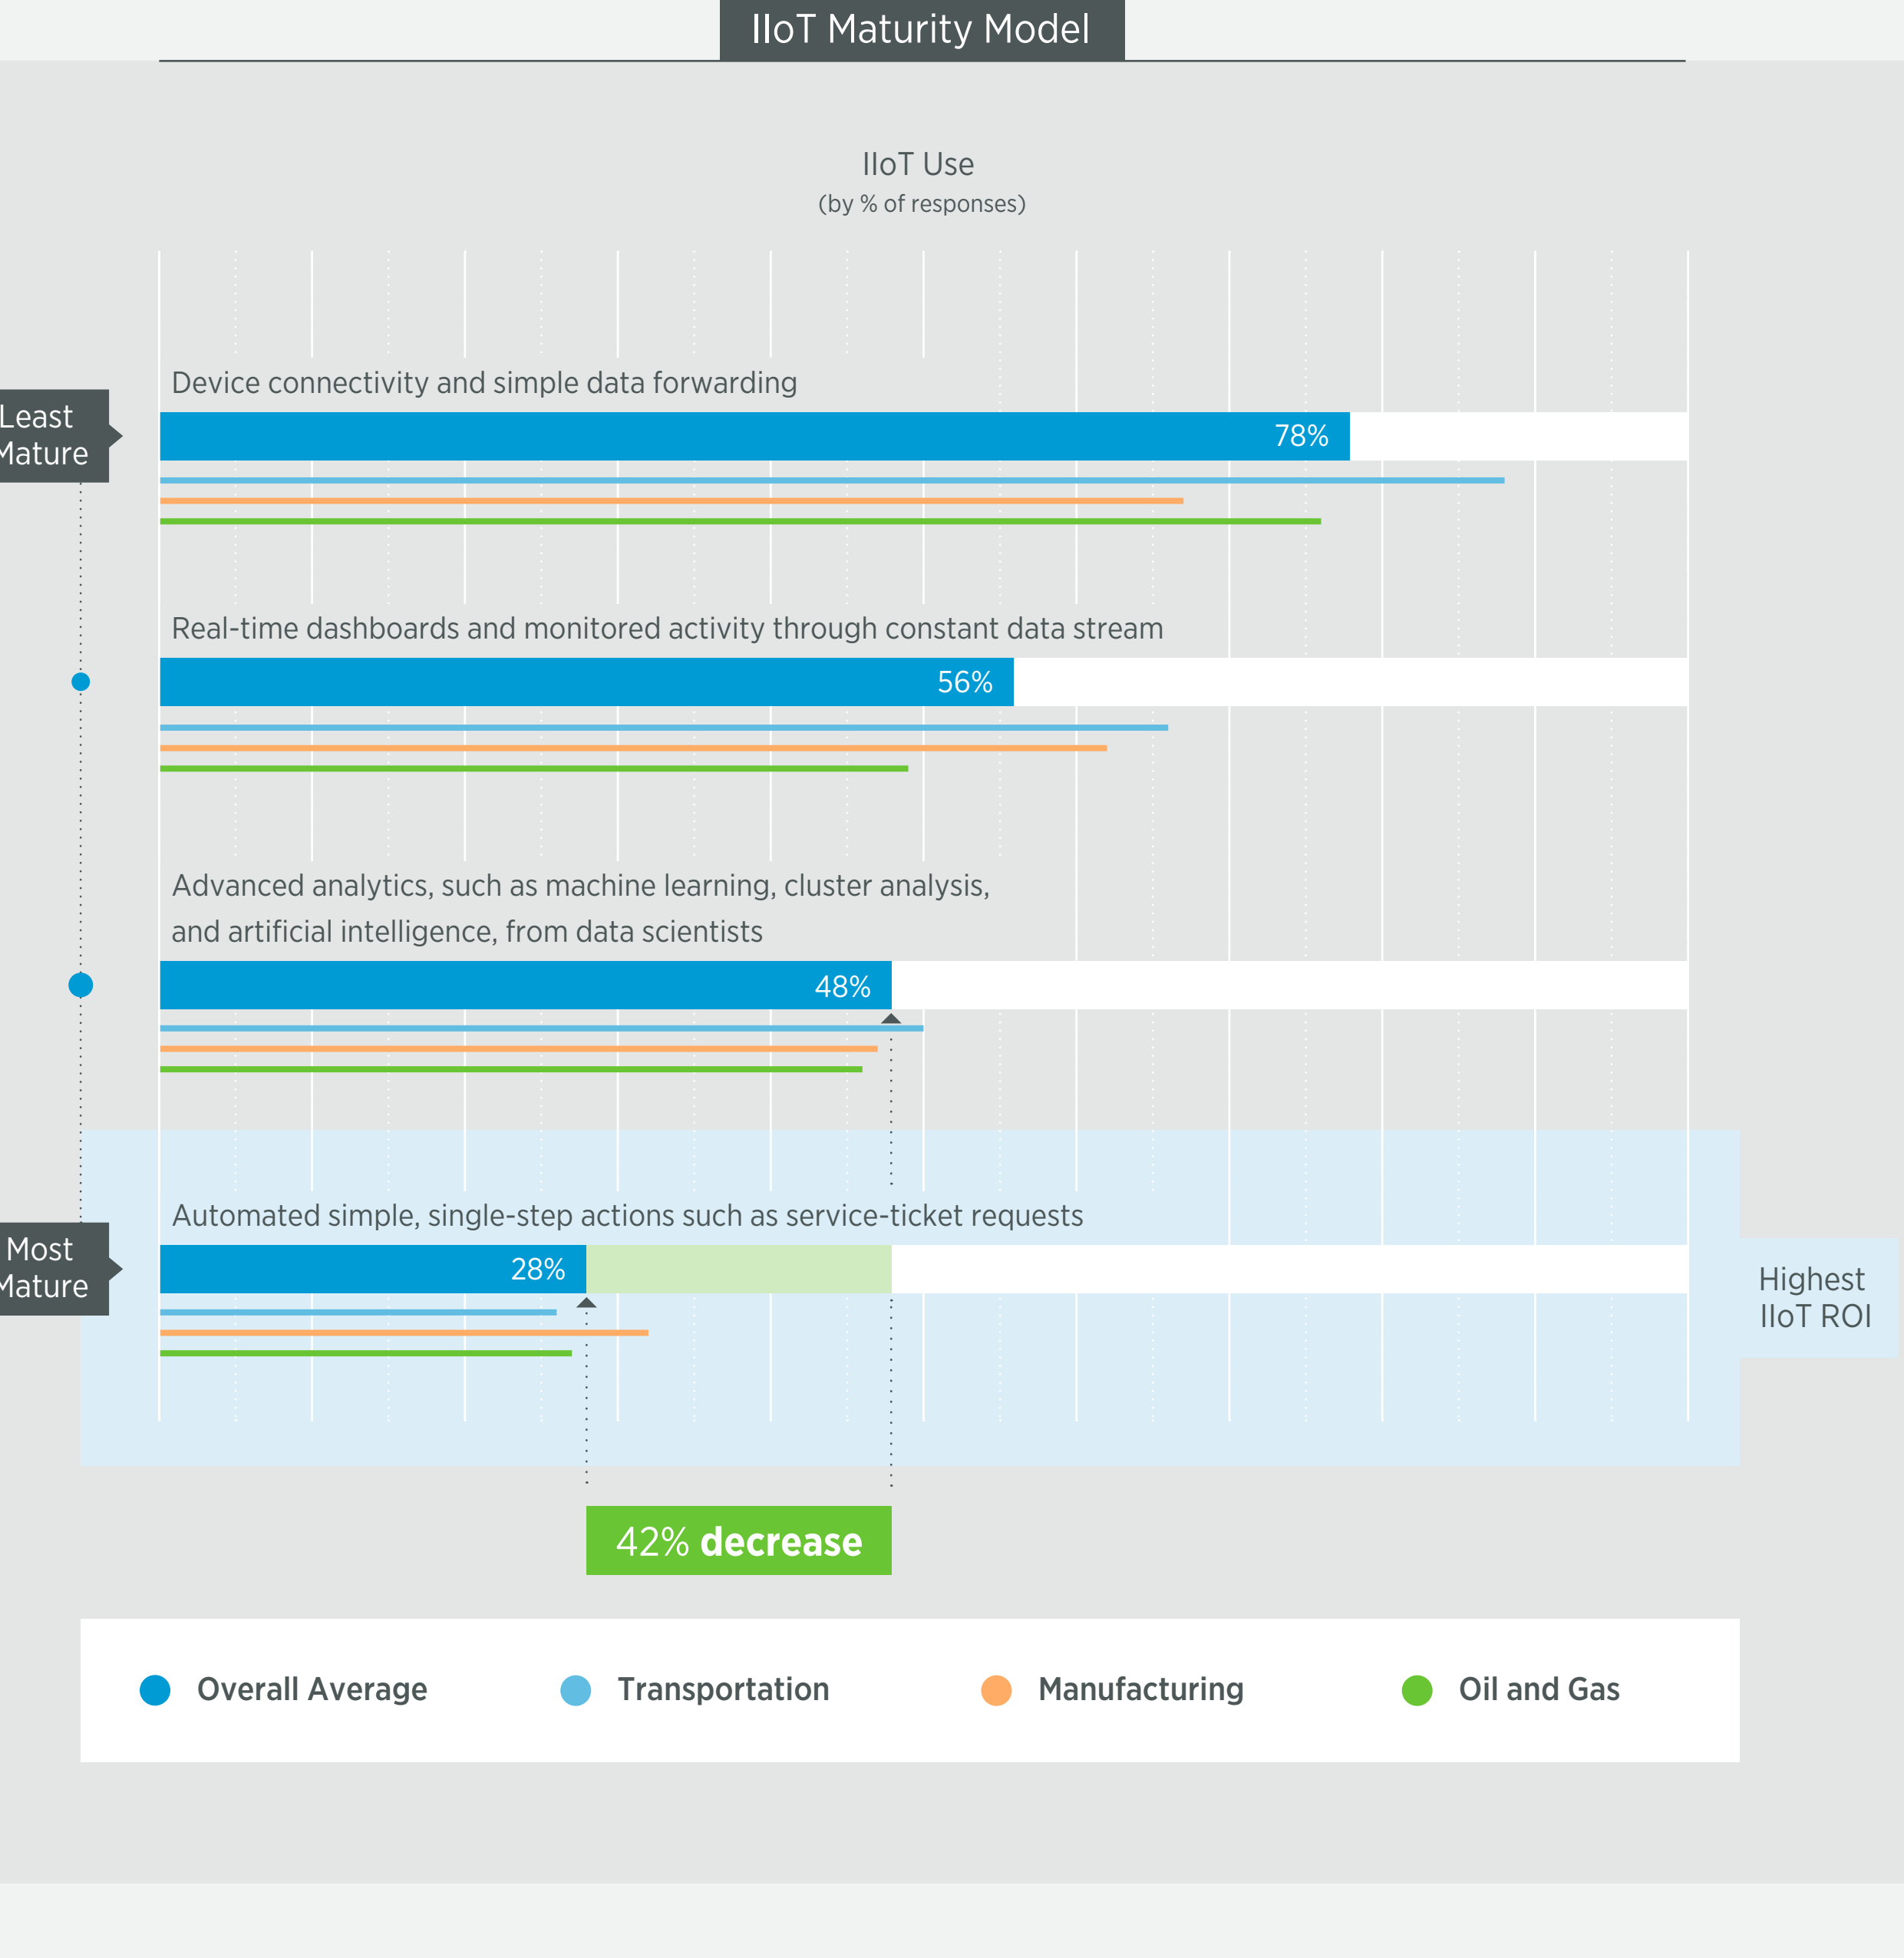 IIoT Maturity Model
IIoT Use
(by % of responses)
Device connectivity and simple data forwarding
Least
Mature
78%
Real-time dashboards and monitored activity through constant data stream
56%
Advanced analytics, such as machine learning, cluster analysis,
and artificial intelligence, from data scientists
48%
Automated simple, single-step actions such as service-ticket requests
Most
Mature
28%
Highest
IIoT ROI
42% decrease
Overall Average
Transportation
Manufacturing
Oil and Gas